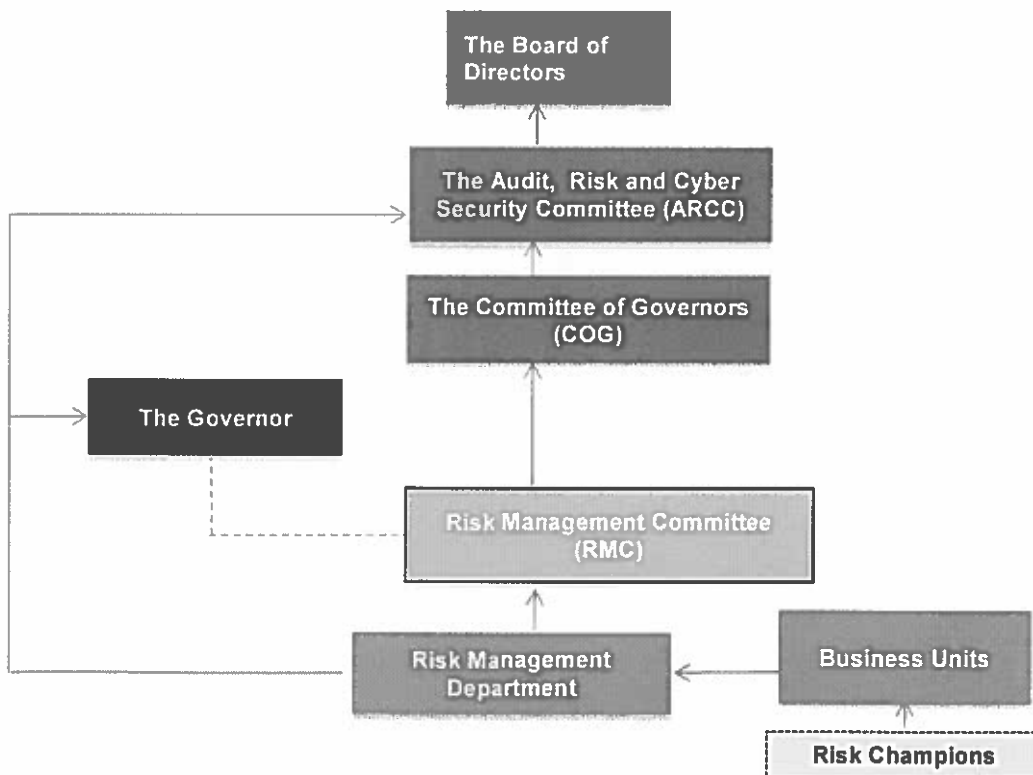 The Board of
Directors
The Audit, Risk and Cyber
Security Committee (ARCC)
The Committee of Governors
(COG)
The Governor
Risk Management Committee
(RMC)
Risk Management
Department
Business Units
Risk Champions